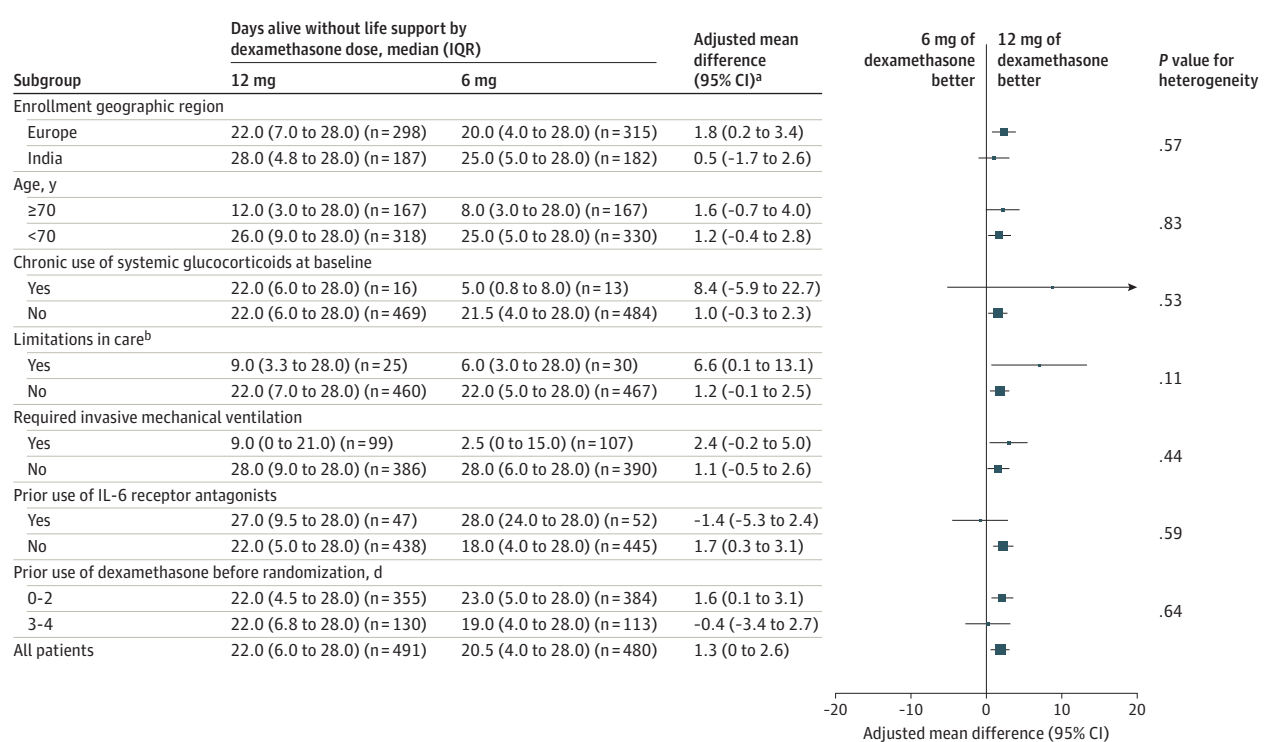 Days alive without life support by
dexamethasone dose, median (IQR)
Adjusted mean
difference
(95% CI)a
6 mg of
dexamethasone
better
12 mg of
dexamethasone
better
P value for
heterogeneity
Subgroup 12 mg 6 mg
Enrollment geographic region
Europe 22.0 (7.0 to 28.0) (n=298) 20.0 (4.0 to 28.0) (n=315) 1.8 (0.2 to 3.4)
.57
India 28.0 (4.8 to 28.0) (n=187) 25.0 (5.0 to 28.0) (n=182) 0.5 (-1.7 to 2.6)
Age, y
≥70 12.0 (3.0 to 28.0) (n=167) 8.0 (3.0 to 28.0) (n=167) 1.6 (-0.7 to 4.0)
.83
<70 26.0 (9.0 to 28.0) (n=318) 25.0 (5.0 to 28.0) (n=330) 1.2 (-0.4 to 2.8)
Chronic use of systemic glucocorticoids at baseline
Yes 22.0 (6.0 to 28.0) (n=16) 5.0 (0.8 to 8.0) (n=13) 8.4 (-5.9 to 22.7)
.53
No 22.0 (6.0 to 28.0) (n=469) 21.5 (4.0 to 28.0) (n=484) 1.0 (-0.3 to 2.3)
Limitations in careb
Yes 9.0 (3.3 to 28.0) (n=25) 6.0 (3.0 to 28.0) (n=30) 6.6 (0.1 to 13.1)
.11
No 22.0 (7.0 to 28.0) (n=460) 22.0 (5.0 to 28.0) (n=467) 1.2 (-0.1 to 2.5)
Required invasive mechanical ventilation
Yes 9.0 (0 to 21.0) (n=99) 2.5 (0 to 15.0) (n=107) 2.4 (-0.2 to 5.0)
.44
No 28.0 (9.0 to 28.0) (n=386) 28.0 (6.0 to 28.0) (n=390) 1.1 (-0.5 to 2.6)
Prior use of IL-6 receptor antagonists
Yes 27.0 (9.5 to 28.0) (n=47) 28.0 (24.0 to 28.0) (n=52) -1.4 (-5.3 to 2.4)
.59
No 22.0 (5.0 to 28.0) (n=438) 18.0 (4.0 to 28.0) (n=445) 1.7 (0.3 to 3.1)
Prior use of dexamethasone before randomization, d
0-2 22.0 (4.5 to 28.0) (n=355) 23.0 (5.0 to 28.0) (n=384) 1.6 (0.1 to 3.1)
.64
3-4 22.0 (6.8 to 28.0) (n=130) 19.0 (4.0 to 28.0) (n=113) -0.4 (-3.4 to 2.7)
All patients 22.0 (6.0 to 28.0) (n=491) 20.5 (4.0 to 28.0) (n=480) 1.3 (0 to 2.6)
-20 -10 0 10 20
Adjusted mean difference (95% CI)